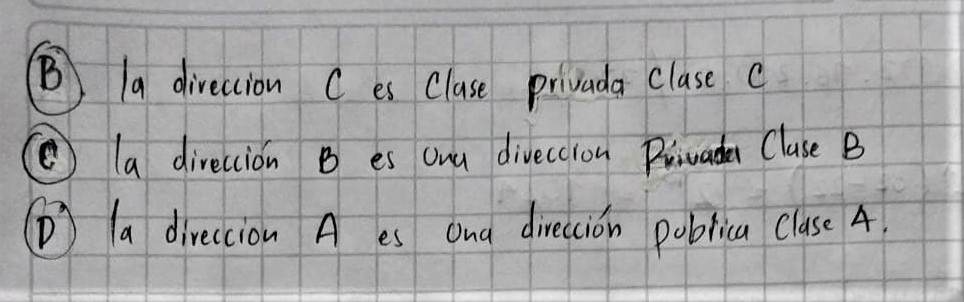 B) la direccion C es Clase privada Clase C
C) la dirección B es una direccion Privada Clase B
D) la direccion A es una dirección publica Clase A.